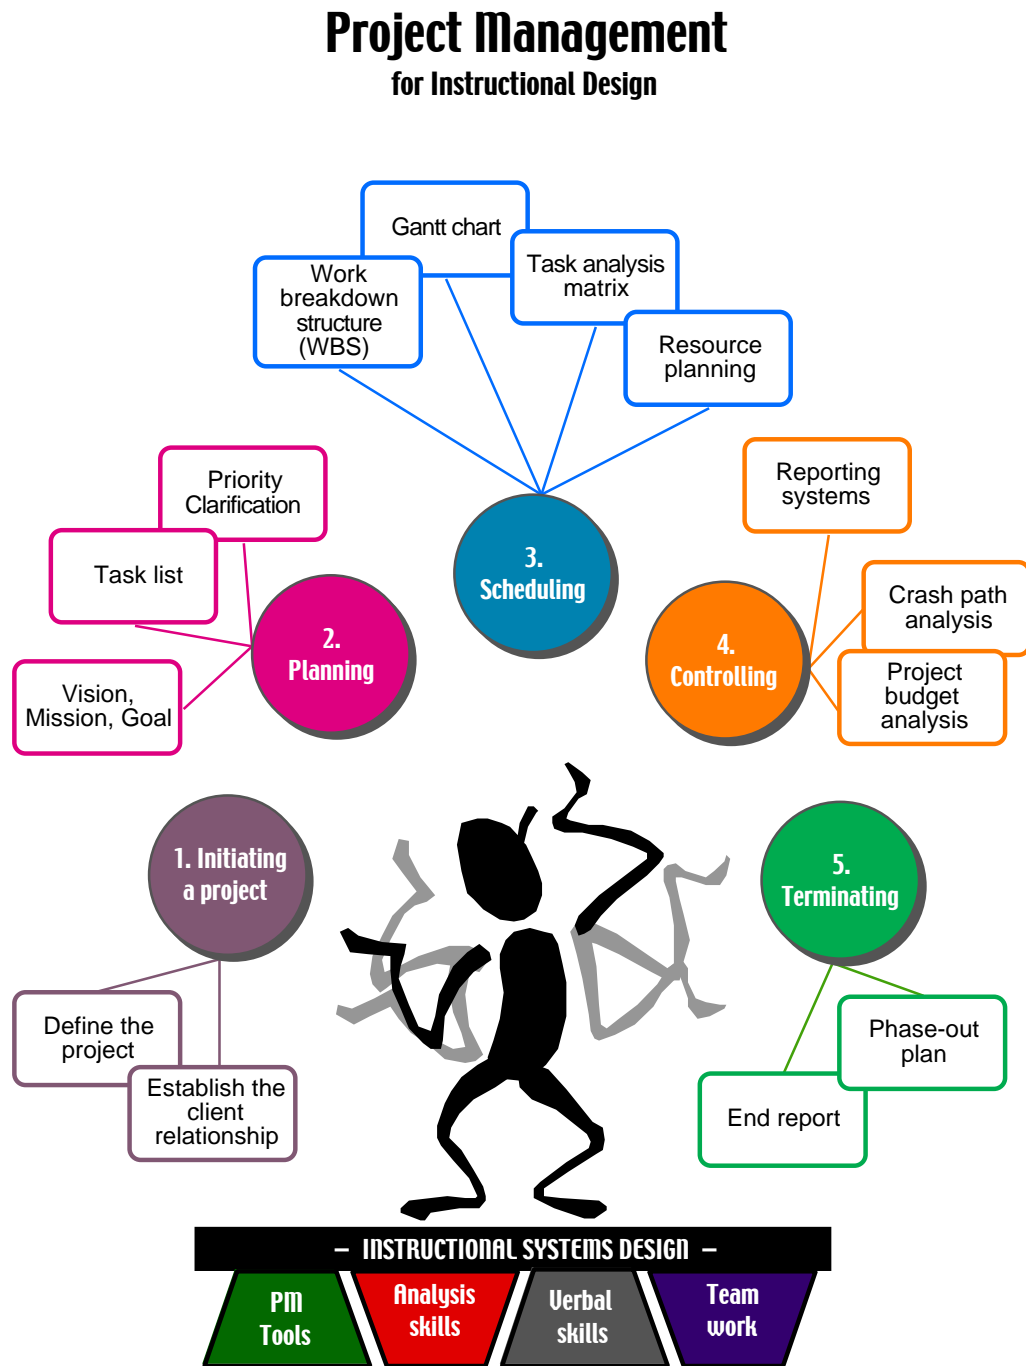 Project Management
for Instructional Design
Gantt chart
Work
breakdown
structure
(WBS)
Task analysis
matrix
Resource
planning
Priority
Clarification
Task list
Vision,
Mission, Goal
Reporting
systems
Crash path
analysis
Project
budget
analysis
3.
Scheduling
2.
Planning
4.
Controlling
1. Initiating
a project
5.
Terminating
Define the
project
Establish the
client
relationship
Phase-out
plan
End report
– INSTRUCTIONAL SYSTEMS DESIGN –
PM
Tools
Analysis
skills
Verbal
skills
Team
work